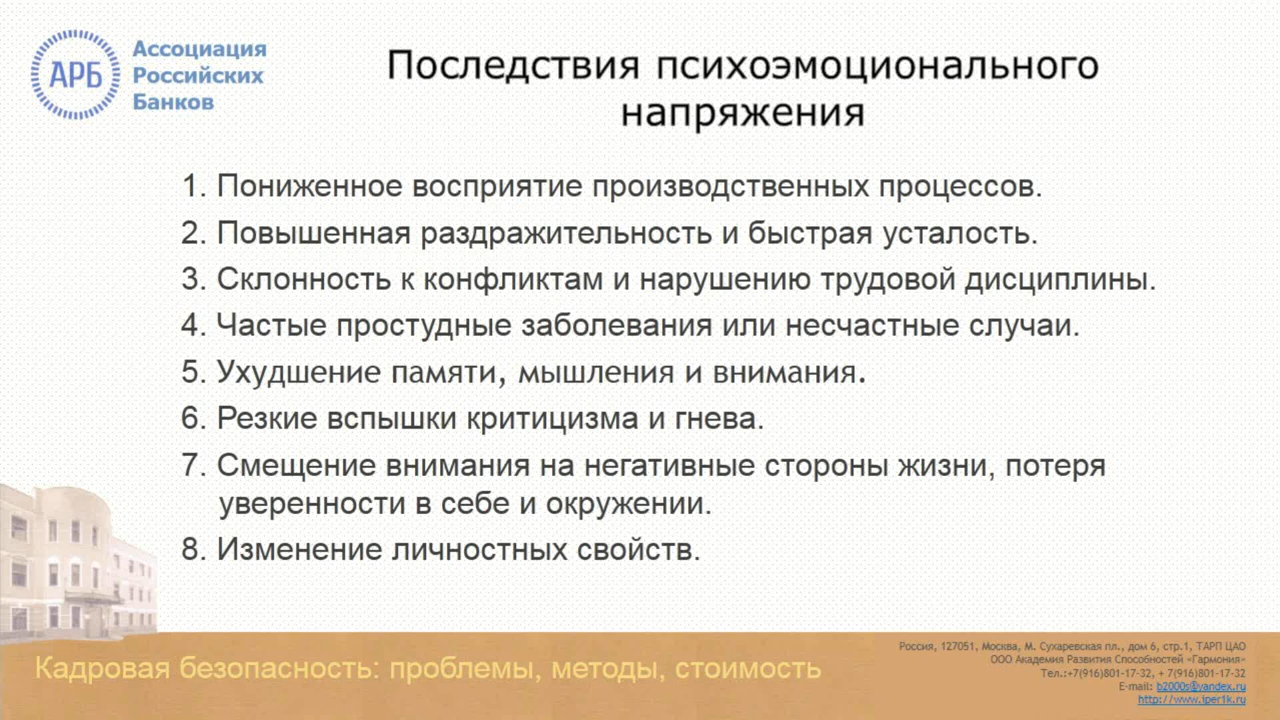 АРБ
Ассоциация
Российских
Банков
Последствия психоэмоционального
напряжения
1. Пониженное восприятие производственных процессов.
2. Повышенная раздражительность и быстрая усталость.
3. Склонность к конфликтам и нарушению трудовой дисциплины.
4. Частые простудные заболевания или несчастные случаи.
5. Ухудшение памяти, мышления и внимания.
6. Резкие вспышки критицизма и гнева.
7. Смещение внимания на негативные стороны жизни, потеря
уверенности в себе и окружении.
8. Изменение личностных свойств.
Кадровая безопасность: проблемы, методы, стоимость
Россия, 127051, Москва, М. Сухаревская пл., дом 6, стр.1, ТАРП ЦАО
ООО Академия Развития Способностей «Гармония»
Тел.:+7(916)801-17-32, + 7(916)801-17-32
E-mail: b2000s@yandex.ru
http://www.iper1k.ru